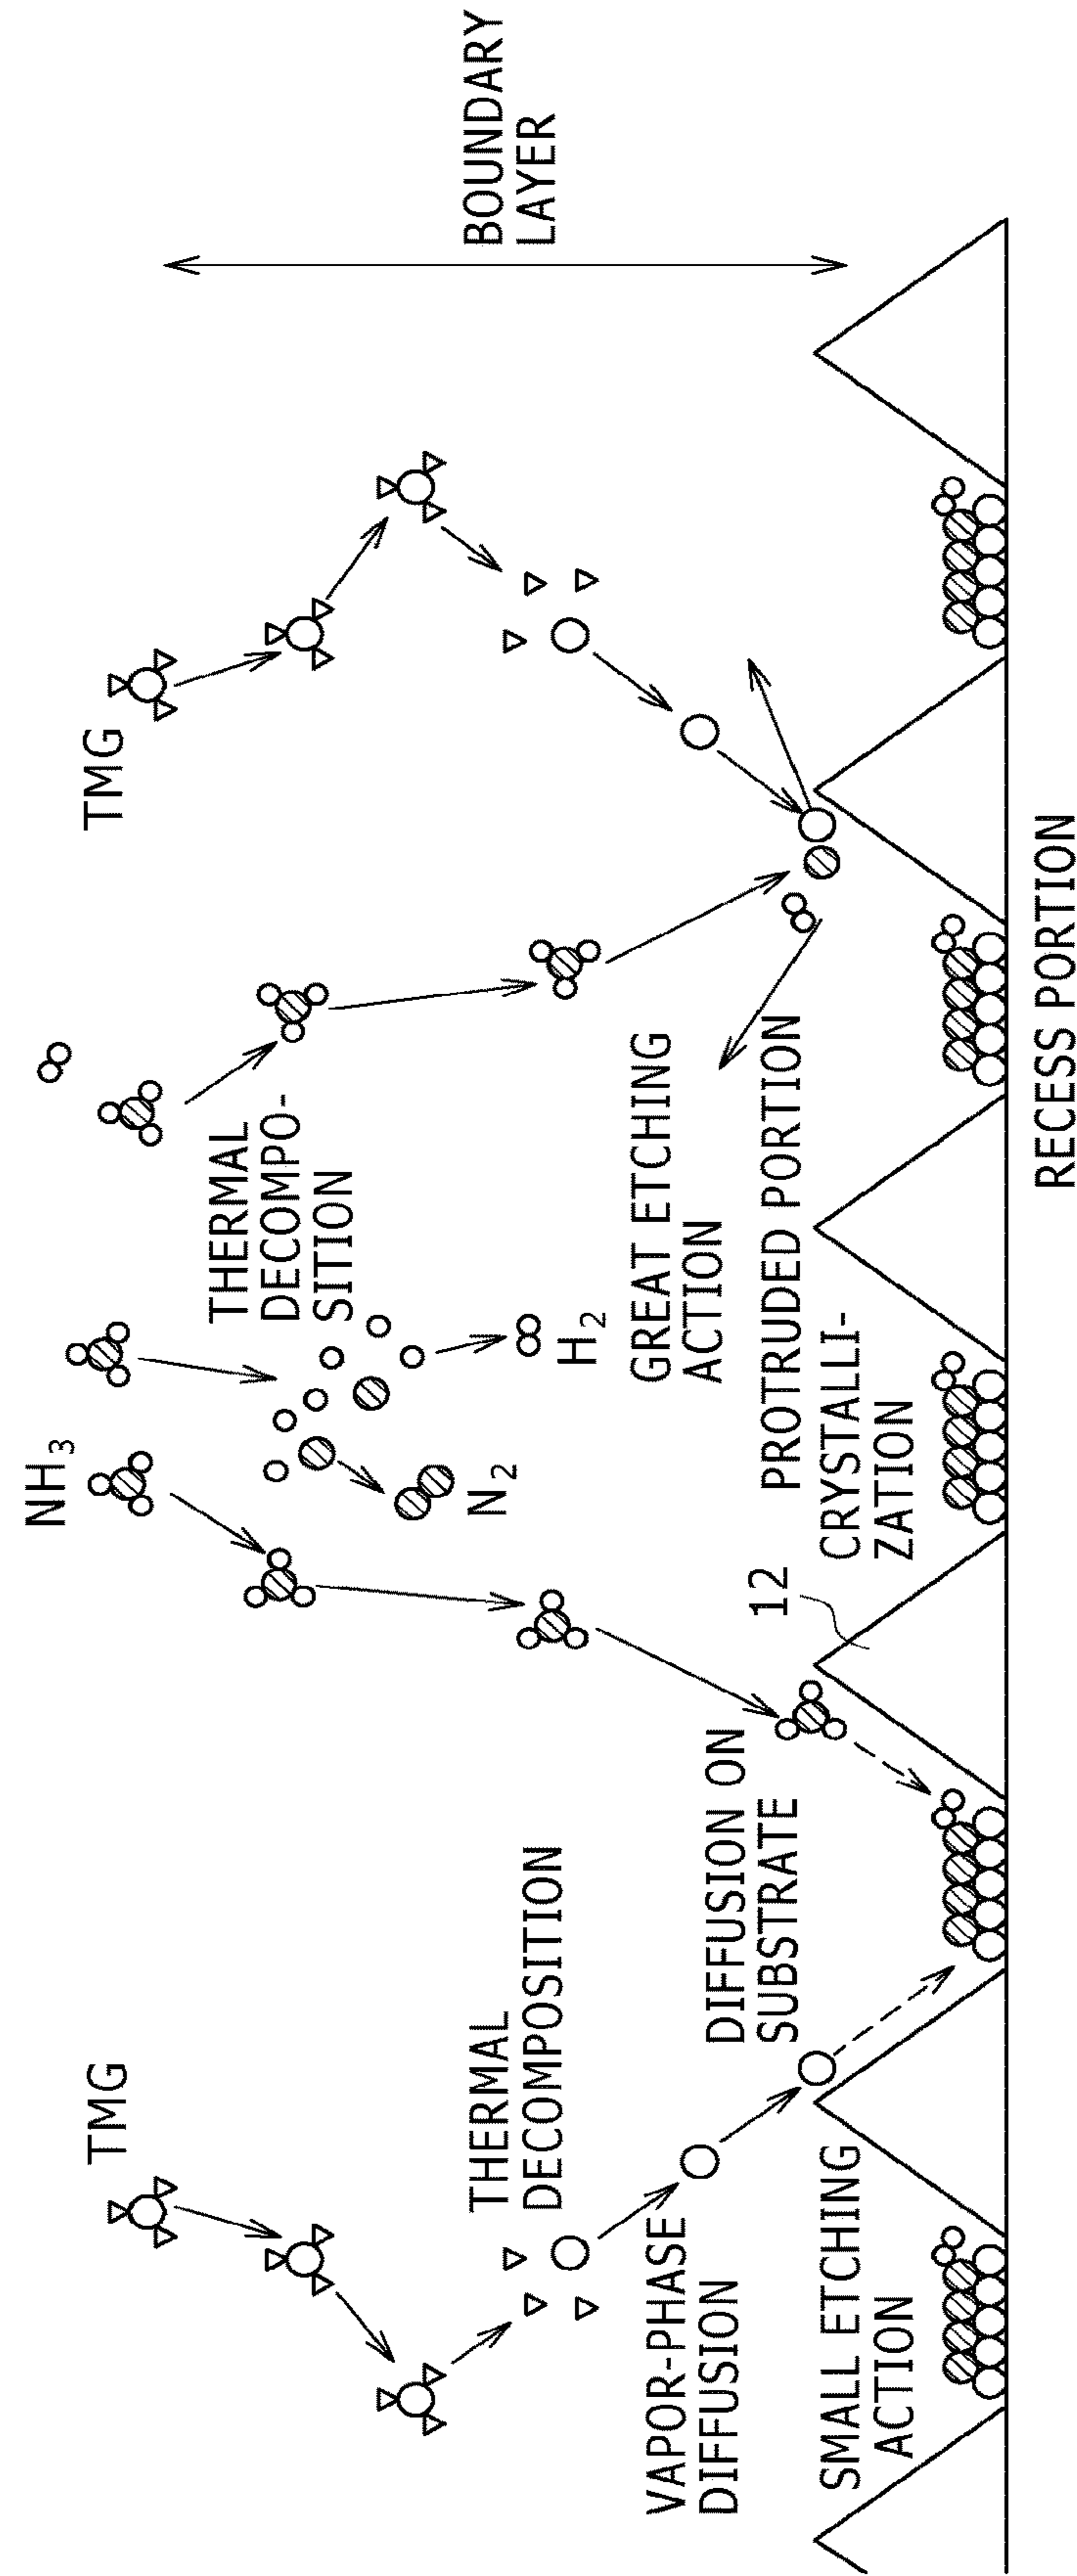 TMG
NH₃
TMG
THERMAL
DECOMPO-
SITION
BOUNDARY
LAYER
THERMAL
DECOMPOSITION
N₂
H₂
VAPOR-PHASE
DIFFUSION
DIFFUSION ON
SUBSTRATE
12
GREAT ETCHING
ACTION
PROTRUDED PORTION
SMALL ETCHING
ACTION
CRYSTALLI-
ZATION
RECESS PORTION